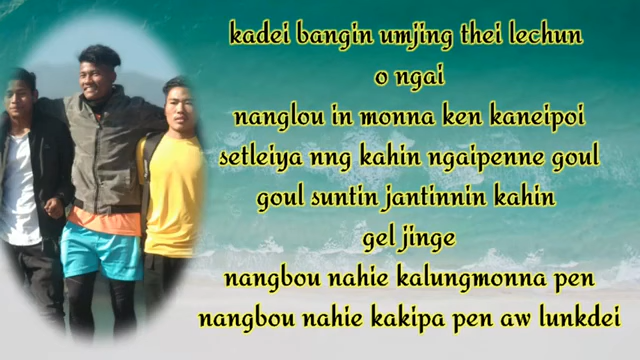 kadei bangin umjing thei lechun
o ngai
nanglou in monna ken kaneipoi
setleiya nng kahin ngaipenne goul
goul suntin jantinnin kahin
gel jinge
nangbou nahie kalungmonna pen
nangbou nahie kakipa pen aw lunkdei